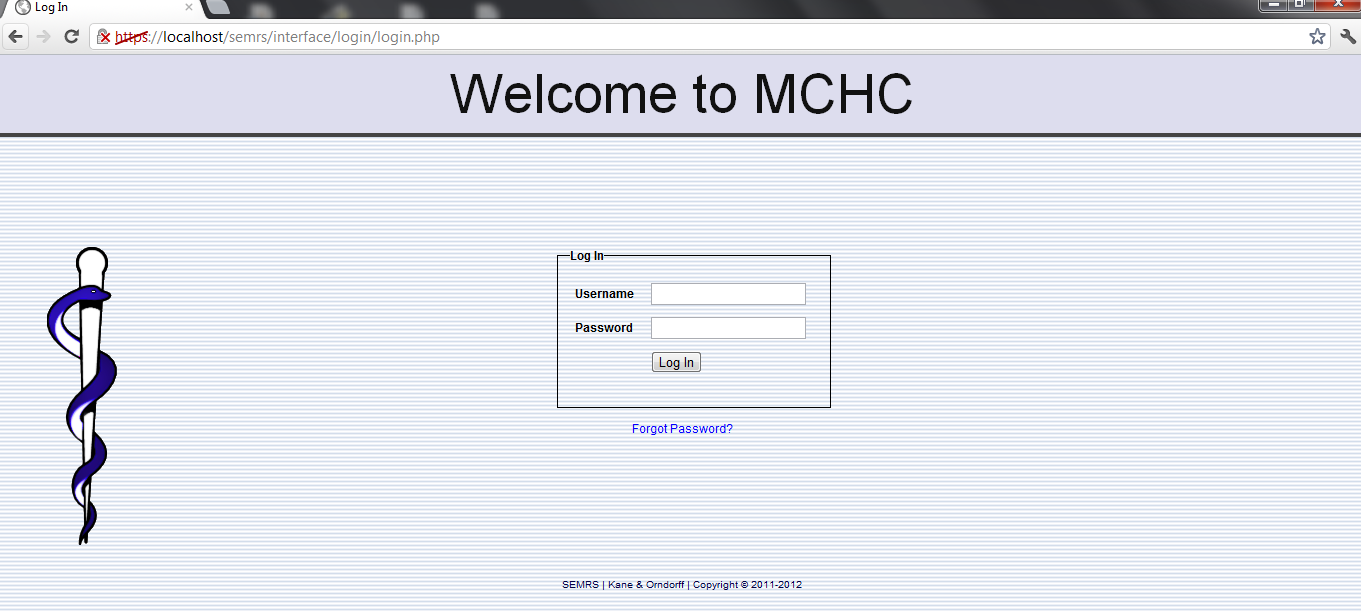 Log In
https://localhost/semrs/interface/login/login.php
Welcome to MCHC
Log In
Username
Password
Log In
Forgot Password?
SEMRS | Kane & Orndorff | Copyright © 2011-2012